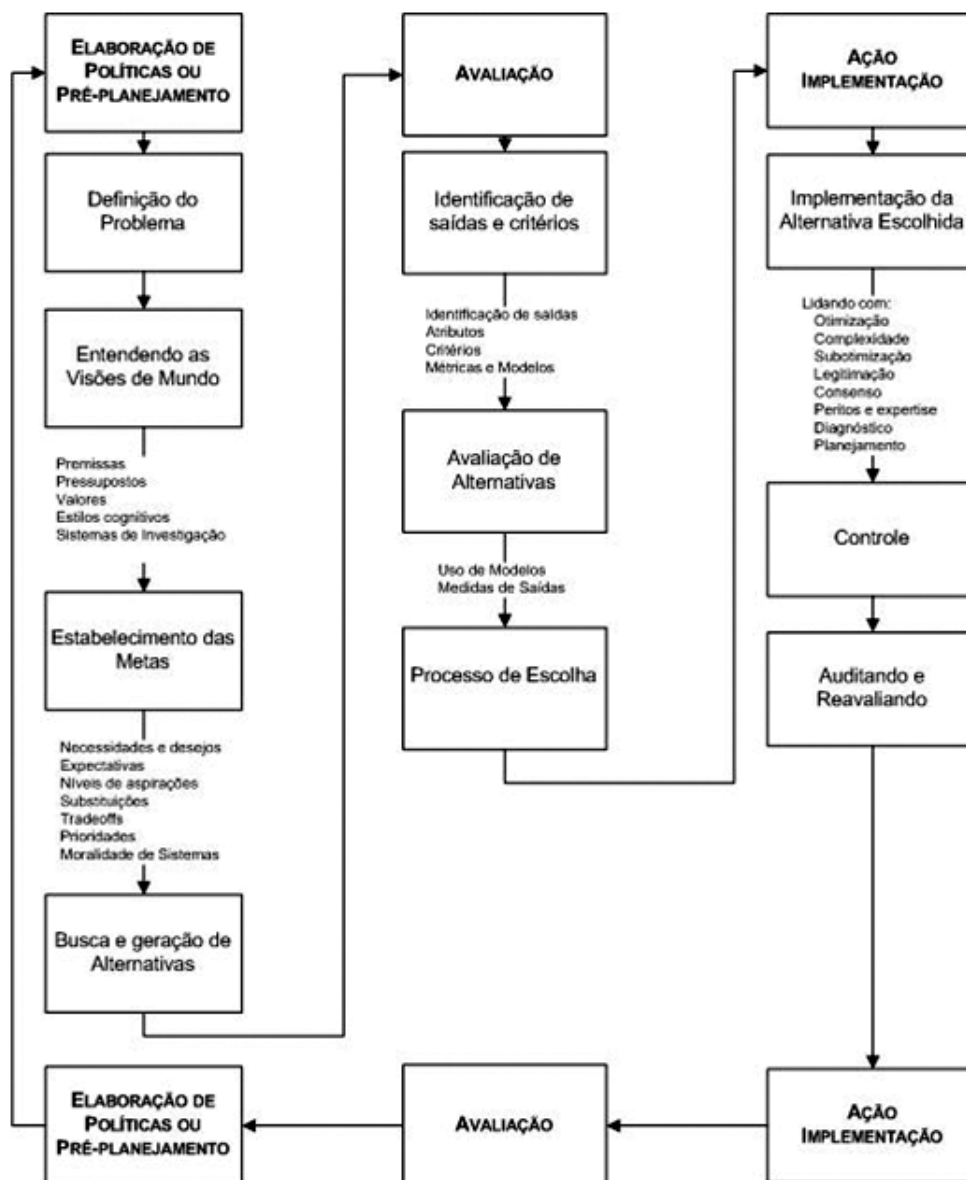 ELABORAÇÃO DE
POLÍTICAS OU
PRÉ-PLANEJAMENTO
Definição do
Problema
Entendendo as
Visões de Mundo
Premissas
Pressupostos
Valores
Estilos cognitivos
Sistemas de Investigação
Estabelecimento das
Metas
Necessidades e desejos
Expectativas
Níveis de aspirações
Substituições
Tradeoffs
Prioridades
Moralidade de Sistemas
Busca e geração de
Alternativas
AVALIAÇÃO
Identificação de
saídas e critérios
Identificação de saídas
Atributos
Critérios
Métricas e Modelos
Avaliação de
Alternativas
Uso de Modelos
Medidas de Saídas
Processo de Escolha
AÇÃO
IMPLEMENTAÇÃO
Implementação da
Alternativa Escolhida
Lidando com:
Otimização
Complexidade
Subotimização
Legitimação
Consenso
Peritos e expertise
Diagnóstico
Planejamento
Controle
Auditando e
Reavaliando
AÇÃO
IMPLEMENTAÇÃO
AVALIAÇÃO
ELABORAÇÃO DE
POLÍTICAS OU
PRÉ-PLANEJAMENTO